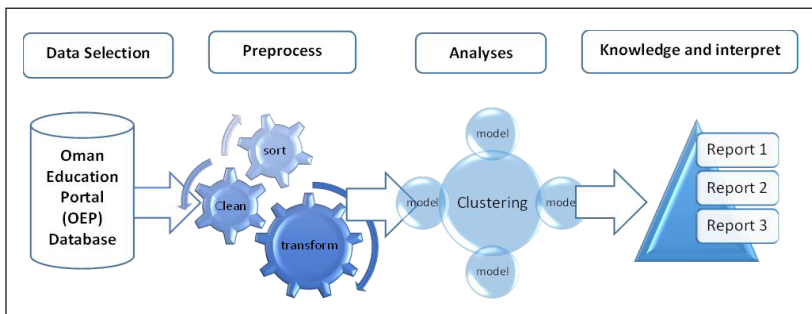 Data Selection
Preprocess
Analyses
Knowledge and interpret
Oman
Education
Portal
(OEP)
Database
sort
Clean
transform
model
model
Clustering
model
model
Report 1
Report 2
Report 3